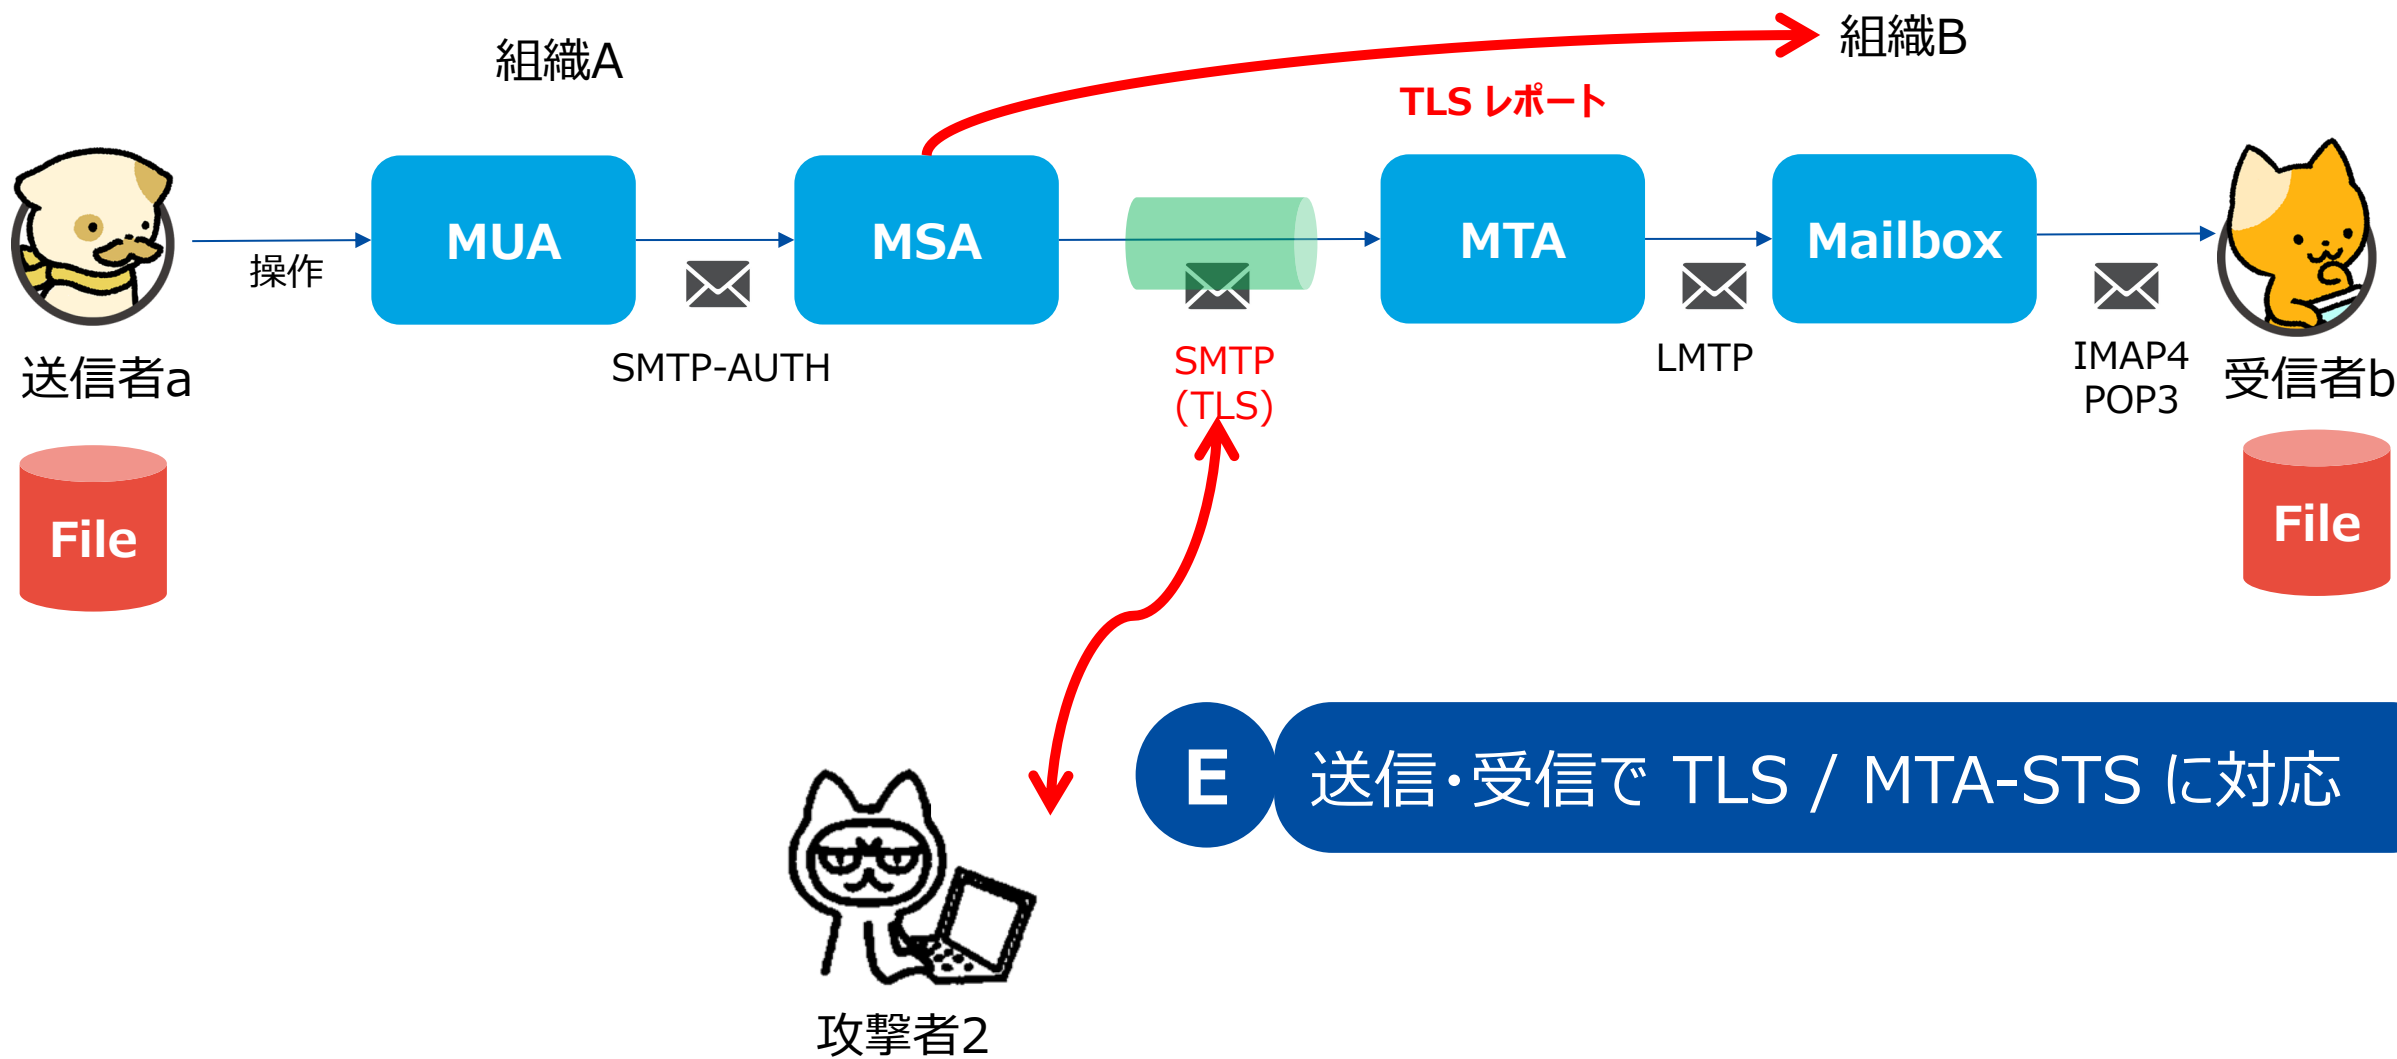 組織A
組織B
TLS レポート
MUA
MSA
MTA
Mailbox
操作
SMTP-AUTH
SMTP
(TLS)
LMTP
IMAP4
POP3
送信者a
受信者b
File
File
E
送信・受信で TLS / MTA-STS に対応
攻撃者2